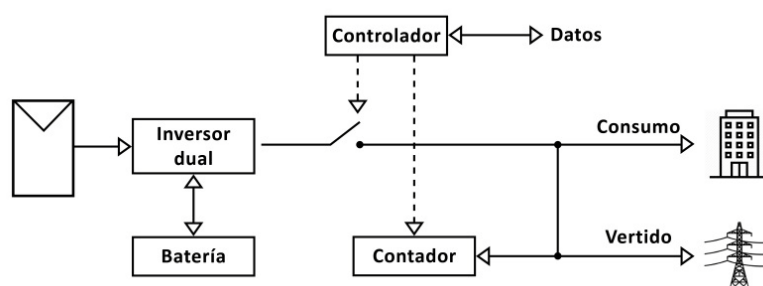 Controlador
Datos
Inversor
dual
Consumo
Batería
Contador
Vertido